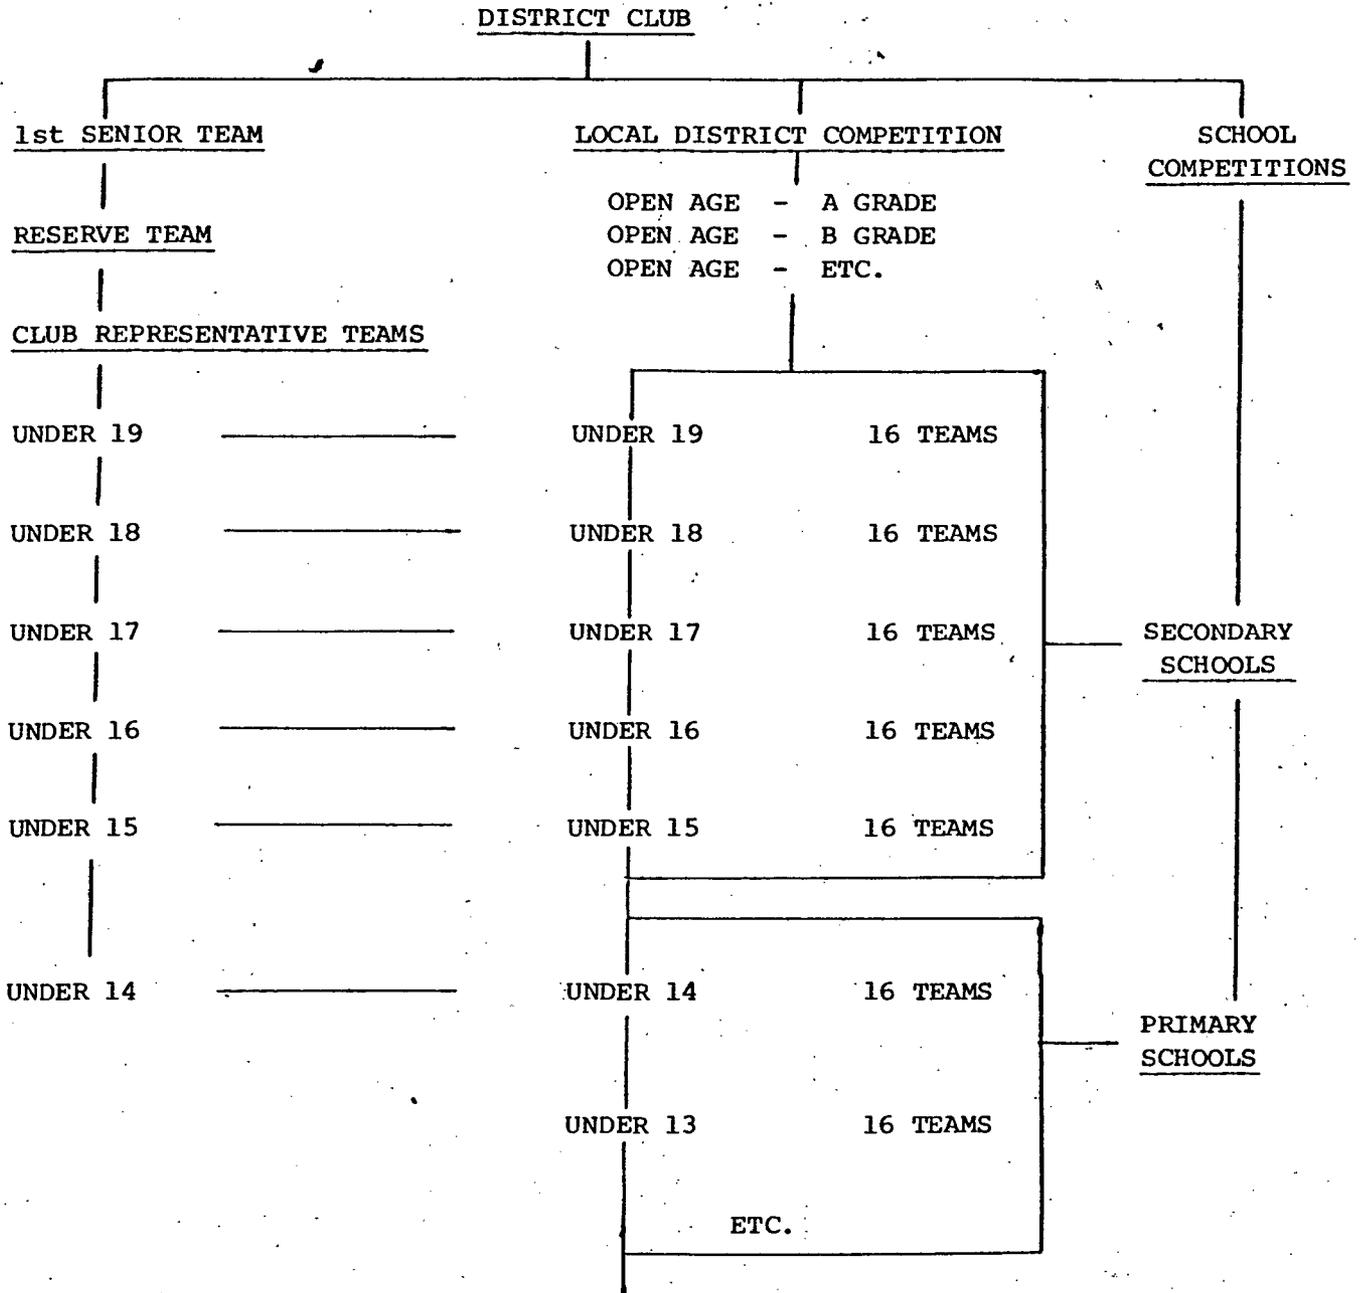 DISTRICT CLUB
1st SENIOR TEAM
LOCAL DISTRICT COMPETITION
SCHOOL
COMPETITIONS
OPEN AGE - A GRADE
OPEN AGE - B GRADE
OPEN AGE - ETC.
RESERVE TEAM
CLUB REPRESENTATIVE TEAMS
UNDER 19 UNDER 19 16 TEAMS
UNDER 18 UNDER 18 16 TEAMS
UNDER 17 UNDER 17 16 TEAMS
SECONDARY
SCHOOLS
UNDER 16 UNDER 16 16 TEAMS
UNDER 15 UNDER 15 16 TEAMS
UNDER 14 UNDER 14 16 TEAMS
PRIMARY
SCHOOLS
UNDER 13 16 TEAMS
ETC.